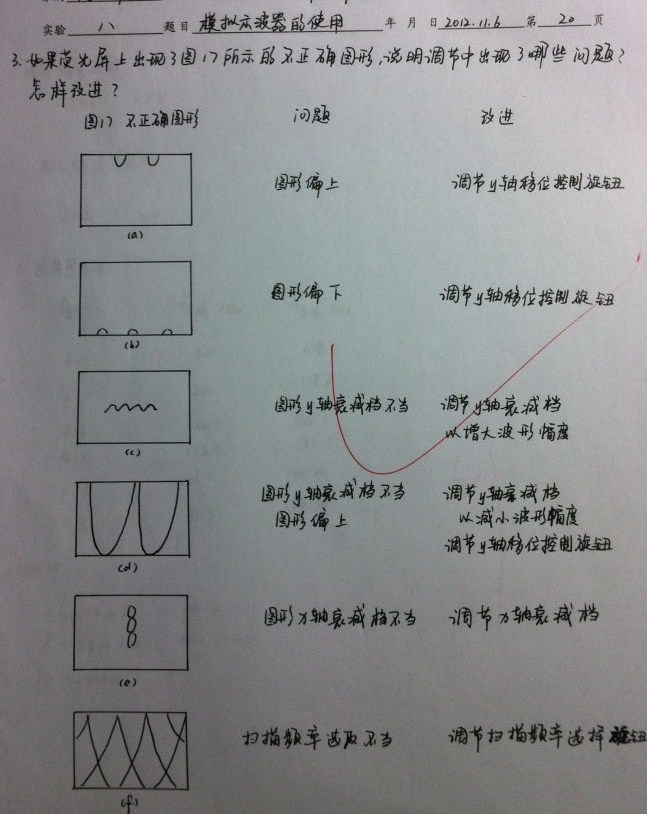 实验 八 题目 模拟示波器的使用 年 月 日 2012.11.6 第 20 页
3. 如果荧光屏上出现了图17所示的不正确图形,说明调节中出现了哪些问题?
怎样改进?
图17 不正确图形 问题 改进
图形偏上 调节y轴移位控制旋钮
(a)
图形偏下 调节y轴移位控制旋钮
(b)
图形y轴衰减档不当 调节y轴衰减档
以增大波形幅度
(c)
图形y轴衰减档不当 调节y轴衰减档
图形偏上 以减小波形幅度
调节y轴移位控制旋钮
(d)
图形x轴衰减档不当 调节x轴衰减档
(e)
扫描频率选取不当 调节扫描频率选择旋钮
(f)